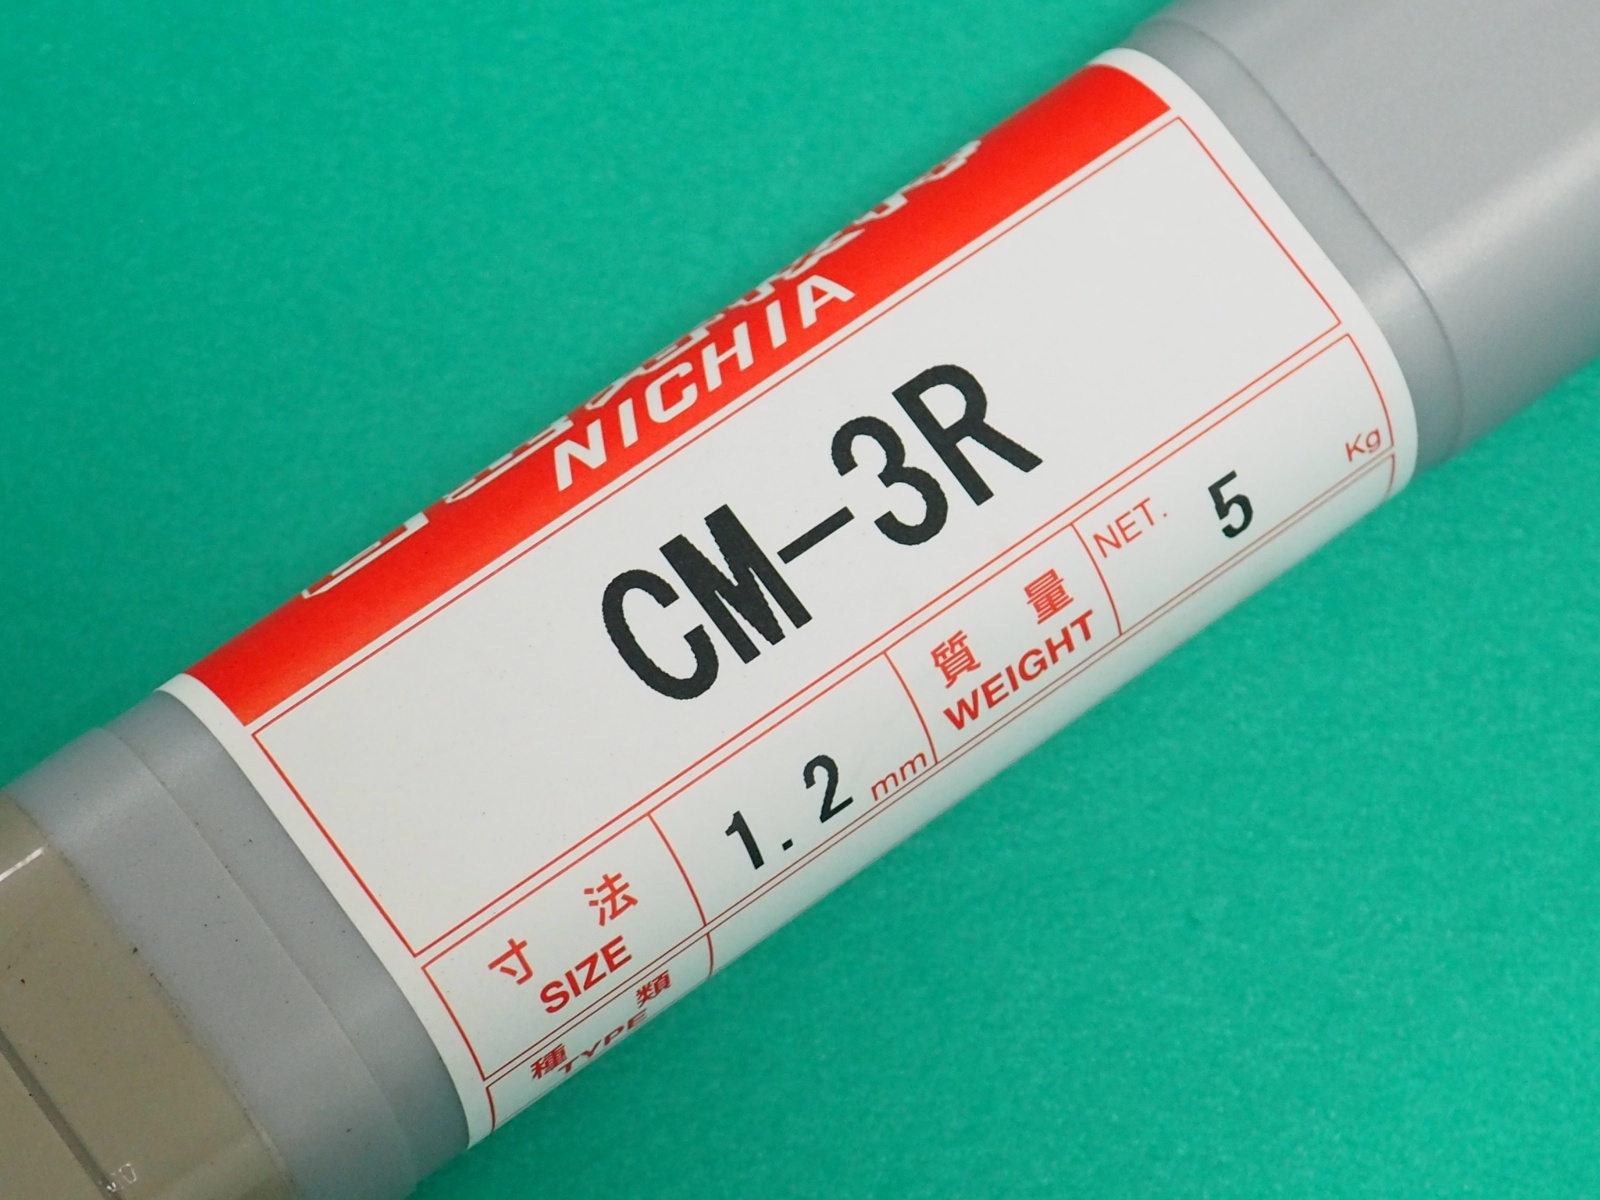 NICHIA
CM-3R
寸法 1.2 mm 質量 NET. 5 Kg
SIZE WEIGHT
種類
TYPE